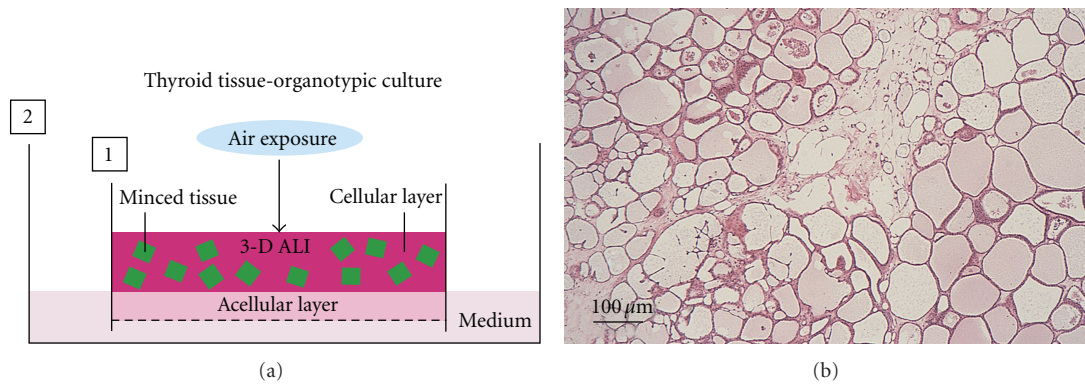 Thyroid tissue-organotypic culture
2
Air exposure
1
Minced tissue
Cellular layer
3-D ALI
Acellular layer
Medium
100 µm
(a)
(b)